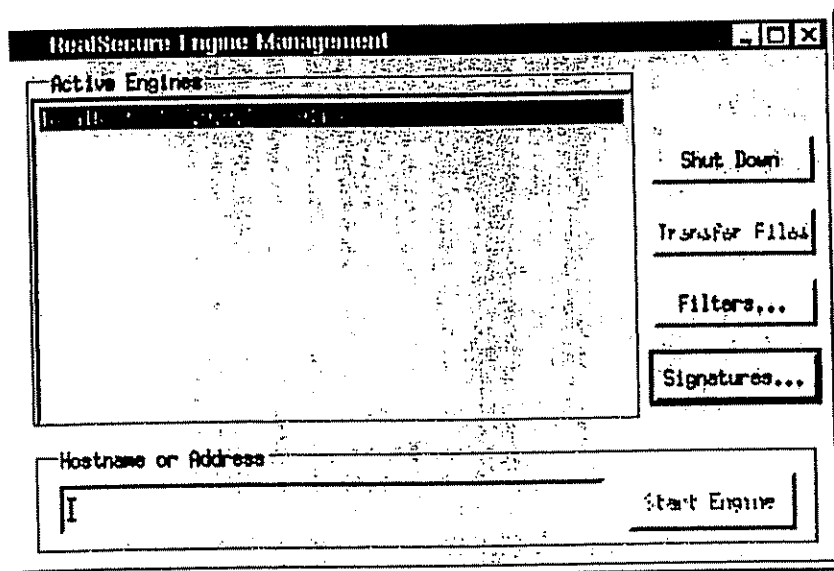 RealSecure Engine Management
Active Engines
Shut Down
Transfer Files
Filters...
Signatures...
Hostname or Address
Start Engine